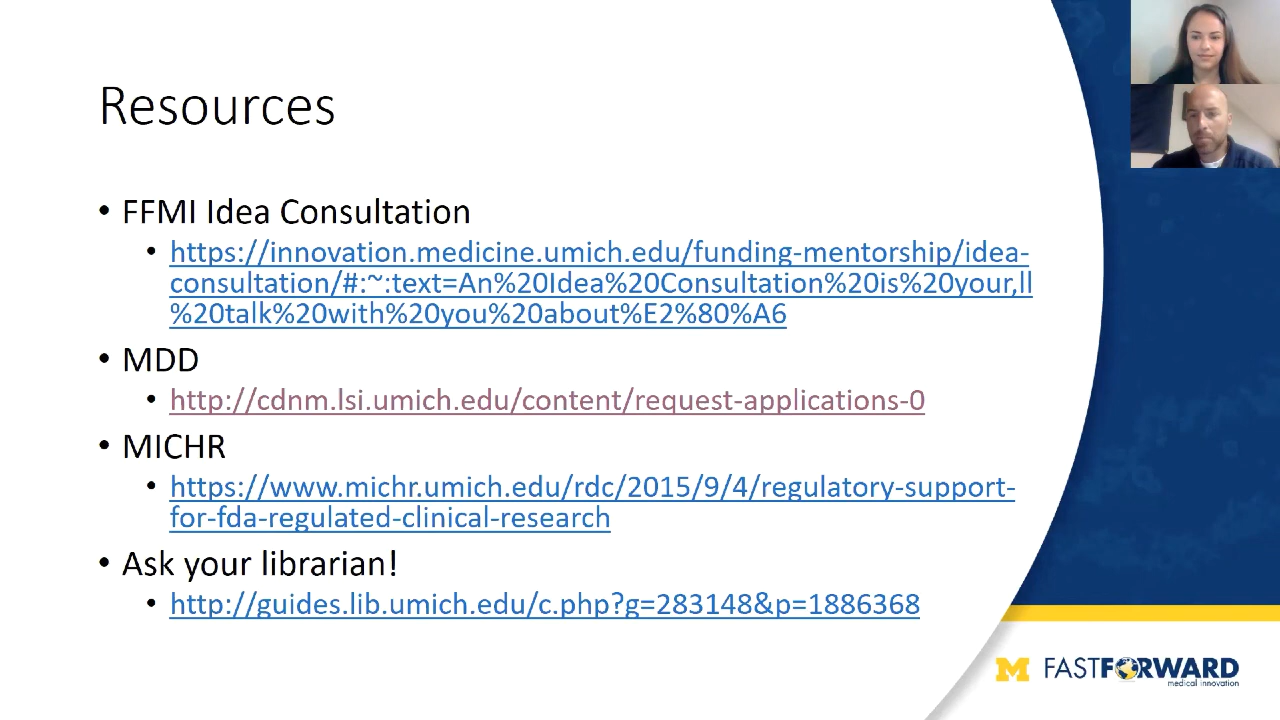 Resources
• FFMI Idea Consultation
• https://innovation.medicine.umich.edu/funding-mentorship/idea-
consultation/#:~:text=An%20Idea%20Consultation%20is%20your,ll
%20talk%20with%20you%20about%E2%80%A6
• MDD
• http://cdnm.lsi.umich.edu/content/request-applications-0
• MICHR
• https://www.michr.umich.edu/rdc/2015/9/4/regulatory-support-
for-fda-regulated-clinical-research
• Ask your librarian!
• http://guides.lib.umich.edu/c.php?g=283148&p=1886368
M FASTFORWARD
medical innovation